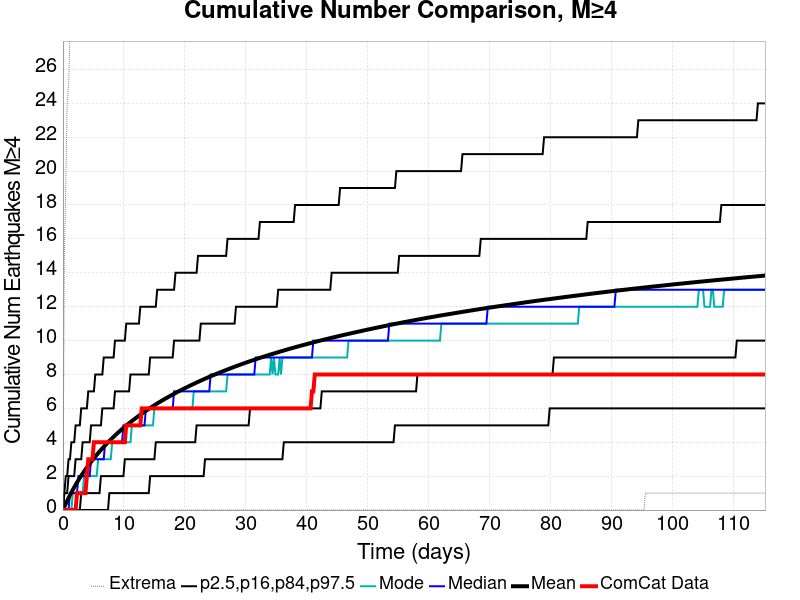 Cumulative Number Comparison, M≥4
Cumulative Num Earthquakes M≥4
26
24
22
20
18
16
14
12
10
8
6
4
2
0
0 10 20 30 40 50 60 70 80 90 100 110
Time (days)
Extrema p2.5,p16,p84,p97.5 Mode Median Mean ComCat Data